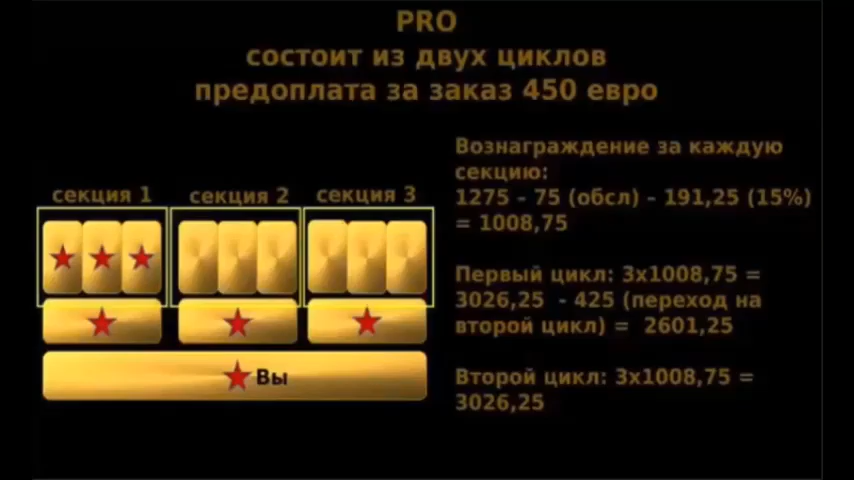 PRO
состоит из двух циклов
предоплата за заказ 450 евро
секция 1 секция 2 секция 3
Вы
Вознаграждение за каждую
секцию:
1275 - 75 (обсл) - 191,25 (15%)
= 1008,75
Первый цикл: 3х1008,75 =
3026,25 - 425 (переход на
второй цикл) = 2601,25
Второй цикл: 3х1008,75 =
3026,25